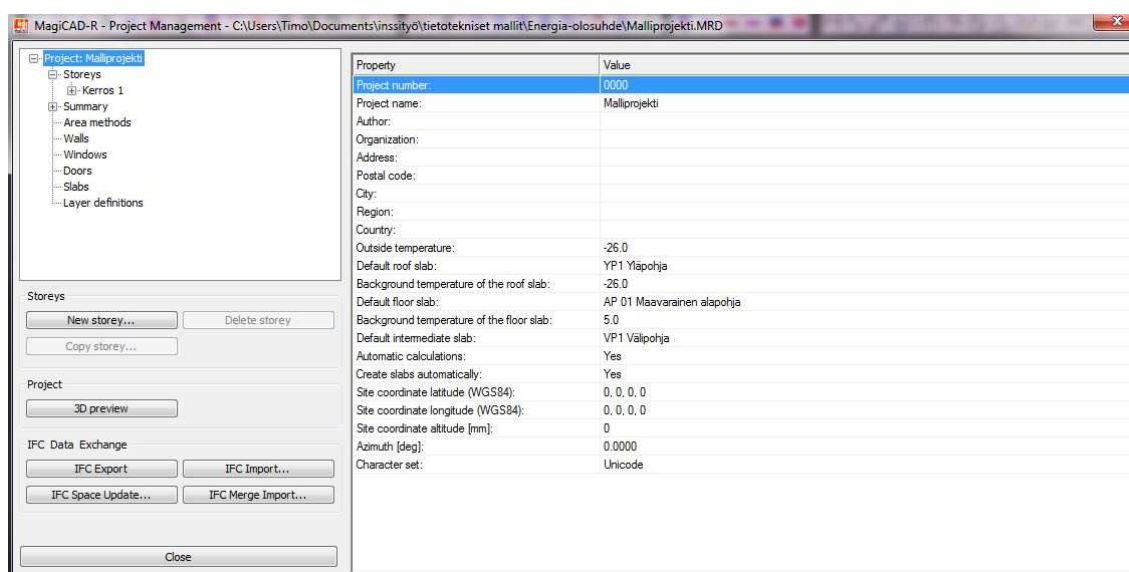 MagiCAD-R - Project Management - C:\Users\Timo\Documents\inssityö\tietotekniset mallit\Energia-olosuhde\Malliprojekti.MRD
Project: Malliprojekti
Storeys
Kerros 1
Summary
Area methods
Walls
Windows
Doors
Slabs
Layer definitions
Storeys
New storey... Delete storey
Copy storey...
Project
3D preview
IFC Data Exchange
IFC Export IFC Import...
IFC Space Update... IFC Merge Import...
Close
Property Value
Project number: 0000
Project name: Malliprojekti
Author:
Organization:
Address:
Postal code:
City:
Region:
Country:
Outside temperature: -26.0
Default roof slab: YP1 Yläpohja
Background temperature of the roof slab: -26.0
Default floor slab: AP 01 Maavarainen alapohja
Background temperature of the floor slab: 5.0
Default intermediate slab: VP1 Välipohja
Automatic calculations: Yes
Create slabs automatically: Yes
Site coordinate latitude (WGS84): 0, 0, 0, 0
Site coordinate longitude (WGS84): 0, 0, 0, 0
Site coordinate altitude [mm]: 0
Azimuth [deg]: 0.0000
Character set: Unicode